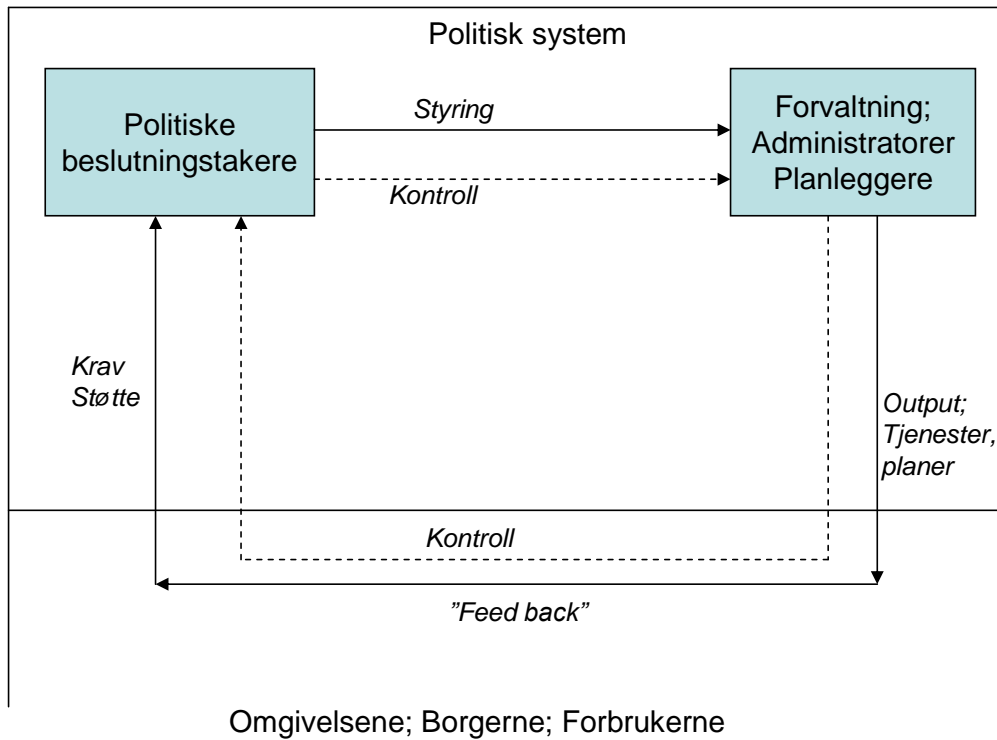 Politisk system
Politiske
beslutningstakere
Styring
Kontroll
Forvaltning;
Administratorer
Planleggere
Krav
Støtte
Output;
Tjenester,
planer
Kontroll
”Feed back”
Omgivelsene; Borgerne; Forbrukerne